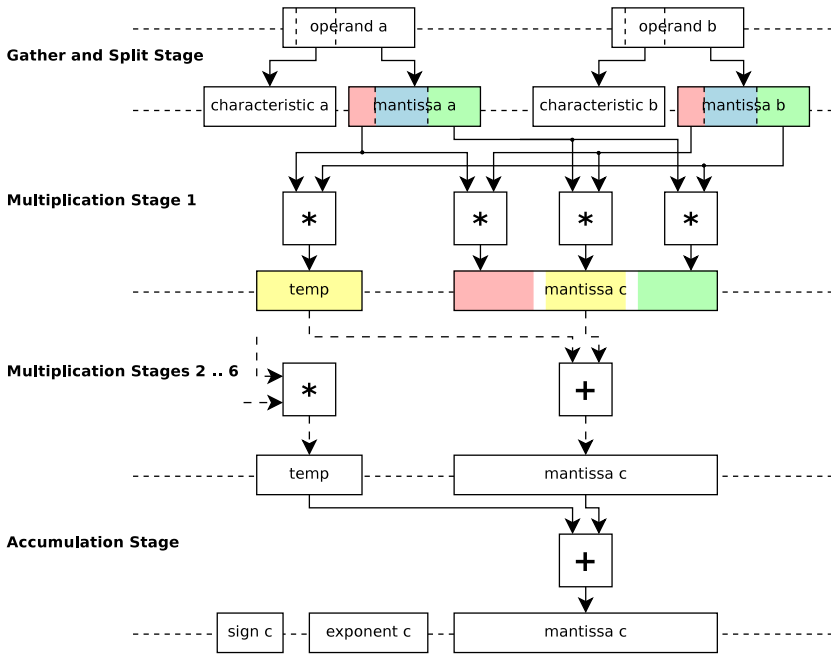 operand a
operand b
Gather and Split Stage
characteristic a
mantissa a
characteristic b
mantissa b
Multiplication Stage 1
*
*
*
*
temp
mantissa c
Multiplication Stages 2 .. 6
*
+
temp
mantissa c
Accumulation Stage
+
sign c
exponent c
mantissa c